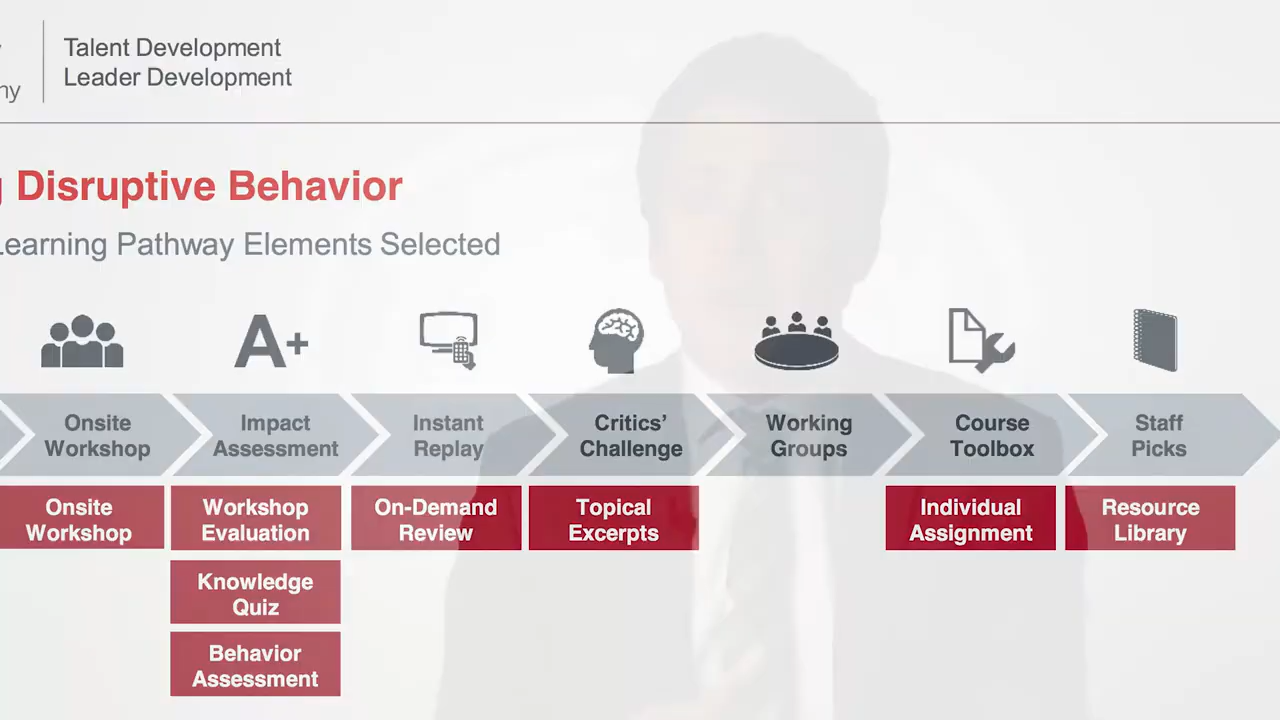 Talent Development
Leader Development
Disruptive Behavior
Learning Pathway Elements Selected
A+
Onsite
Workshop
Impact
Assessment
Instant
Replay
Critics’
Challenge
Working
Groups
Course
Toolbox
Staff
Picks
Onsite
Workshop
Workshop
Evaluation
On-Demand
Review
Topical
Excerpts
Individual
Assignment
Resource
Library
Knowledge
Quiz
Behavior
Assessment